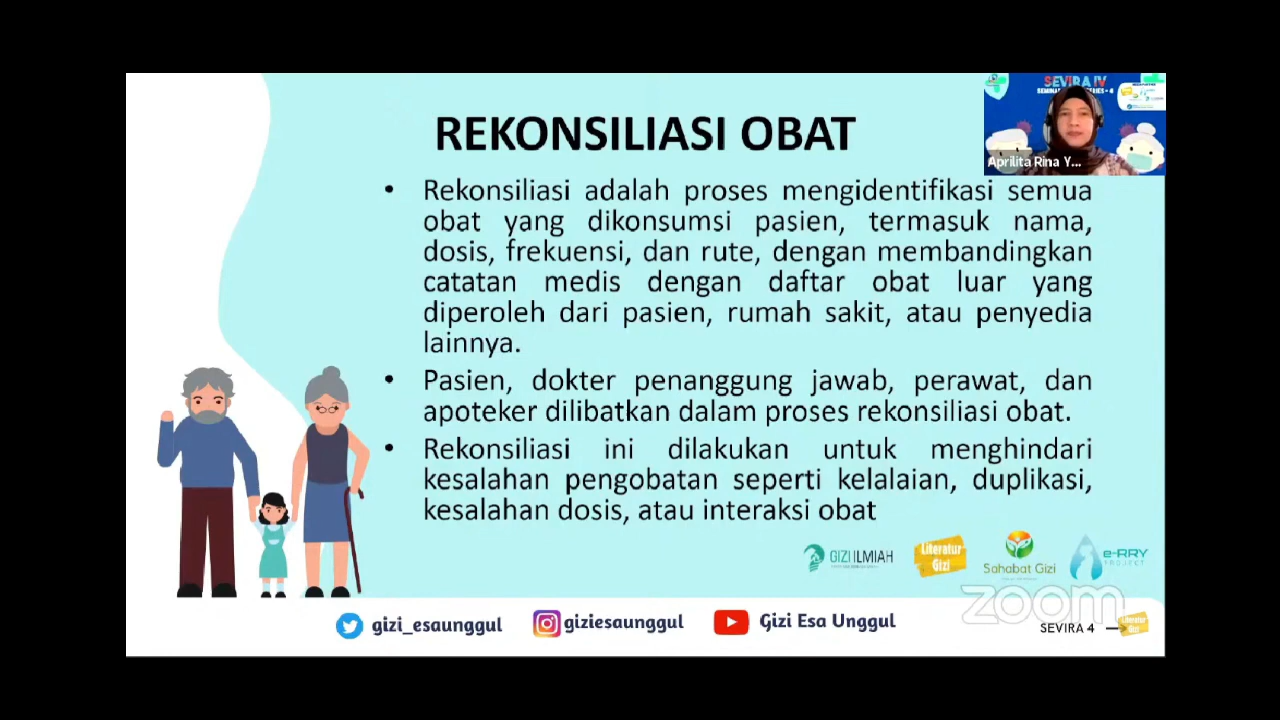 SEVIRA IV
Aprilita Rina Y...
REKONSILIASI OBAT
• Rekonsiliasi adalah proses mengidentifikasi semua
obat yang dikonsumsi pasien, termasuk nama,
dosis, frekuensi, dan rute, dengan membandingkan
catatan medis dengan daftar obat luar yang
diperoleh dari pasien, rumah sakit, atau penyedia
lainnya.
• Pasien, dokter penanggung jawab, perawat, dan
apoteker dilibatkan dalam proses rekonsiliasi obat.
• Rekonsiliasi ini dilakukan untuk menghindari
kesalahan pengobatan seperti kelalaian, duplikasi,
kesalahan dosis, atau interaksi obat
GIZI ILMIAH
Literatur
Gizi
Sahabat Gizi
e-RRY
PROJECT
zoom
gizi_esaunggul
giziesaunggul
Gizi Esa Unggul
SEVIRA 4
Literatur
Gizi